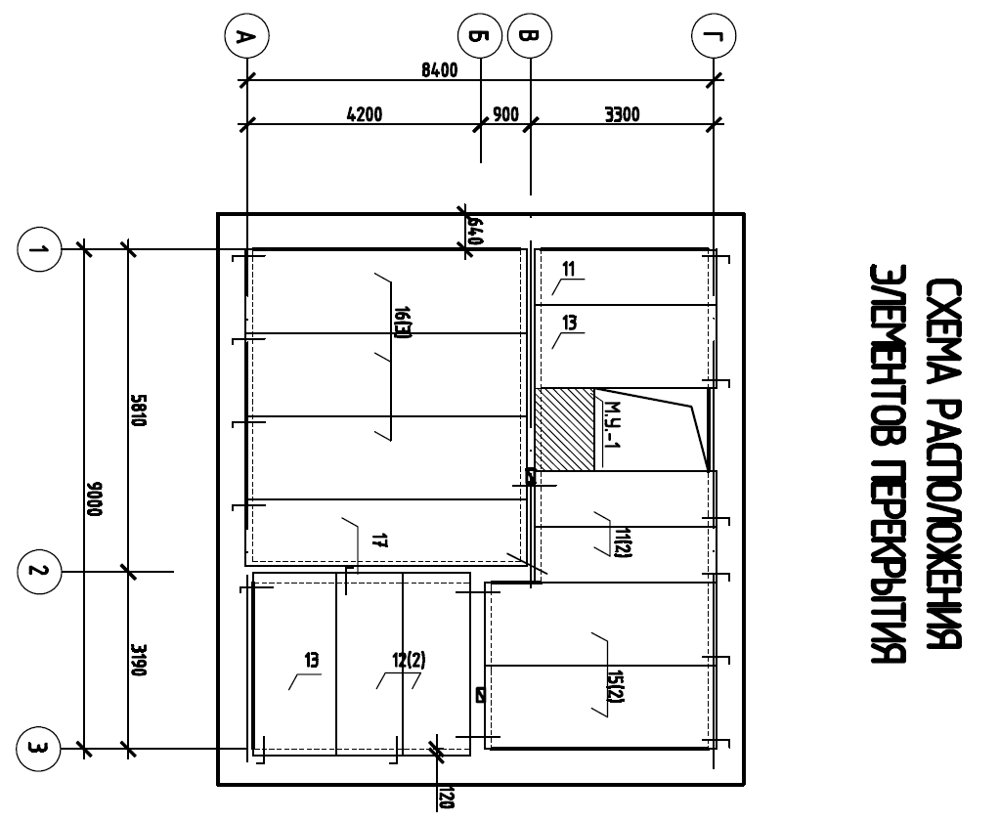 СХЕМА РАСПОЛОЖЕНИЯ
ЭЛЕМЕНТОВ ПЕРЕКРЫТИЯ
А
Б
В
Г
8400
4200
900
3300
640
1
11
16(3)
13
5810
М.У.-1
9000
17
11(2)
2
3190
13
12(2)
15(2)
3
120